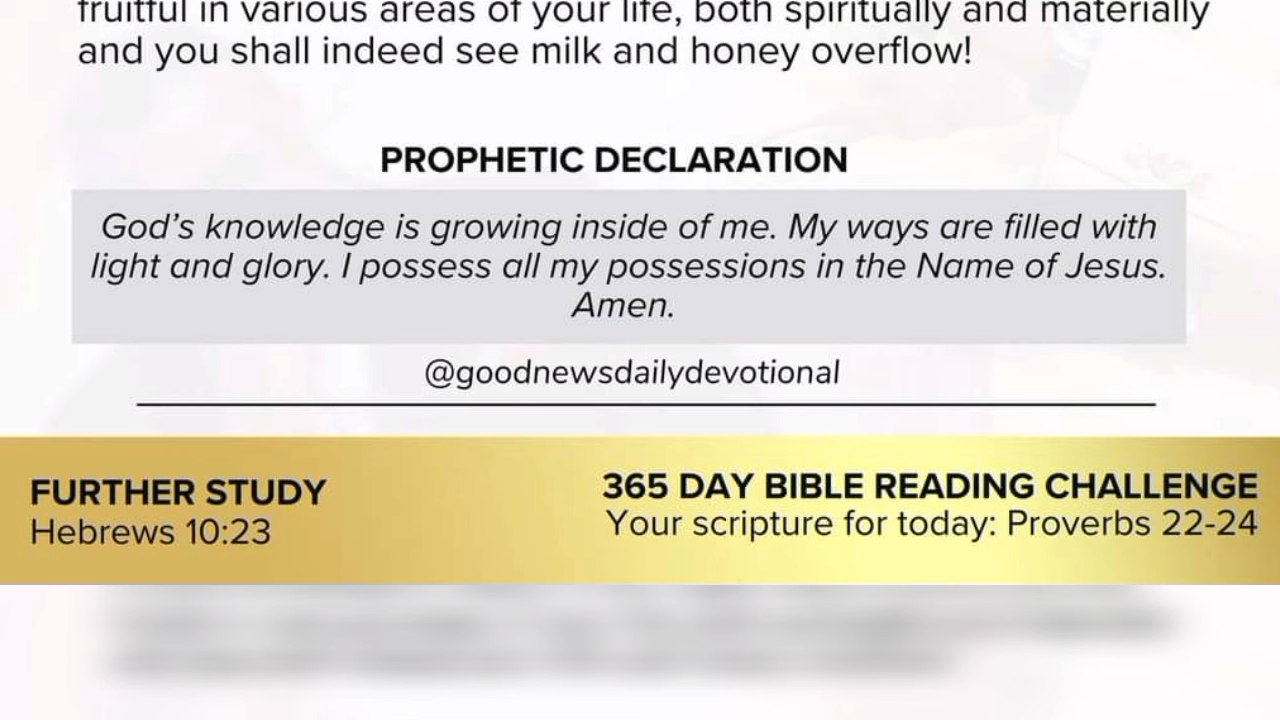 fruitful in various areas of your life, both spiritually and materially
and you shall indeed see milk and honey overflow!
PROPHETIC DECLARATION
God’s knowledge is growing inside of me. My ways are filled with
light and glory. I possess all my possessions in the Name of Jesus.
Amen.
@goodnewsdailydevotional
FURTHER STUDY
Hebrews 10:23
365 DAY BIBLE READING CHALLENGE
Your scripture for today: Proverbs 22-24